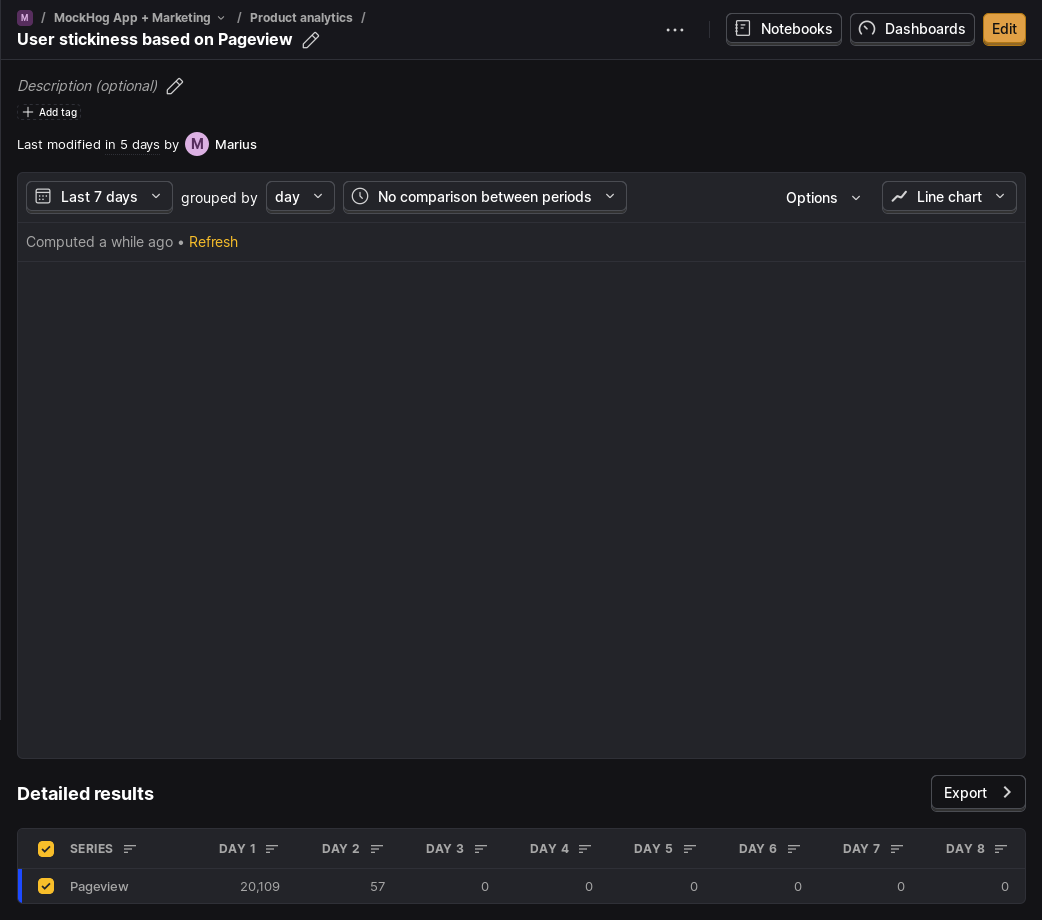 M / MockHog App + Marketing / Product analytics /
User stickiness based on Pageview
Notebooks
Dashboards
Edit
Description (optional)
Add tag
Last modified in 5 days by M Marius
Last 7 days grouped by day No comparison between periods Options Line chart
Computed a while ago • Refresh
Detailed results
Export
SERIES DAY 1 DAY 2 DAY 3 DAY 4 DAY 5 DAY 6 DAY 7 DAY 8
Pageview 20,109 57 0 0 0 0 0 0